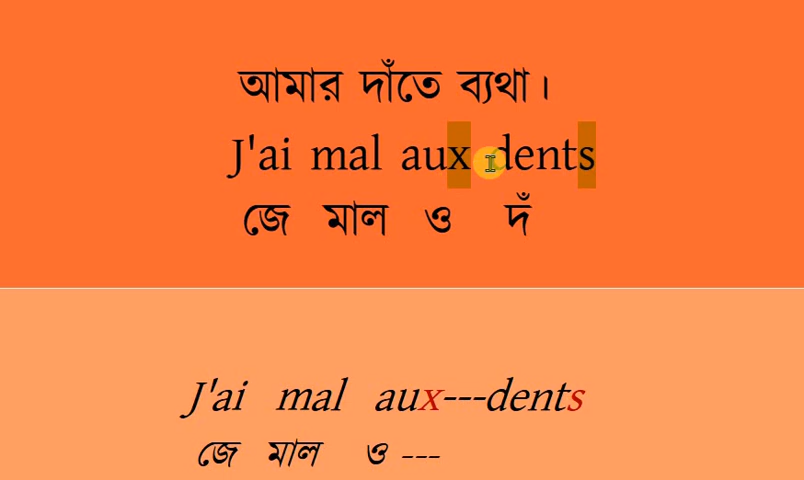 আমার দাঁতে ব্যথা।
J'ai mal aux dents
জে মাল ও দঁ
J'ai mal aux---dents
জে মাল ও ---